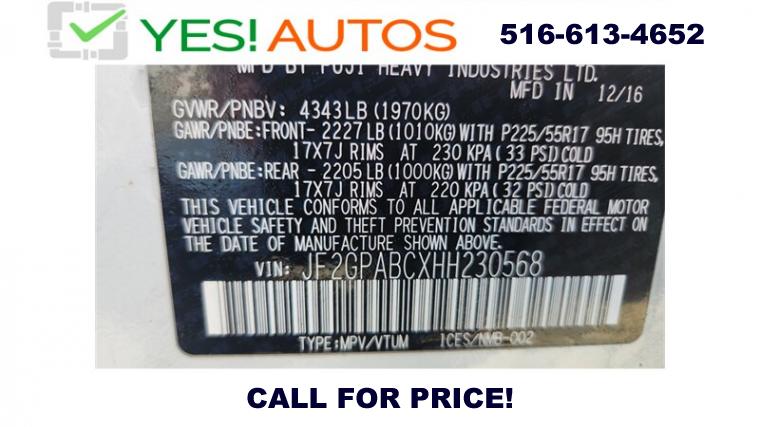 YES! AUTOS 516-613-4652
MFD BY FUJI HEAVY INDUSTRIES LTD.
MFD IN 12/16
GVWR/PNBV: 4343LB (1970KG)
GAWR/PNBE:FRONT- 2227LB (1010KG) WITH P225/55R17 95H TIRES,
17X7J RIMS AT 230 KPA (33 PSI) COLD
GAWR/PNBE:REAR - 2205LB (1000KG) WITH P225/55R17 95H TIRES,
17X7J RIMS AT 220 KPA (32 PSI) COLD
THIS VEHICLE CONFORMS TO ALL APPLICABLE FEDERAL MOTOR
VEHICLE SAFETY AND THEFT PREVENTION STANDARDS IN EFFECT ON
THE DATE OF MANUFACTURE SHOWN ABOVE.
VIN: JF2GPABCXHH230568
TYPE:MPV/VTUM ICES/NMB-002
CALL FOR PRICE!